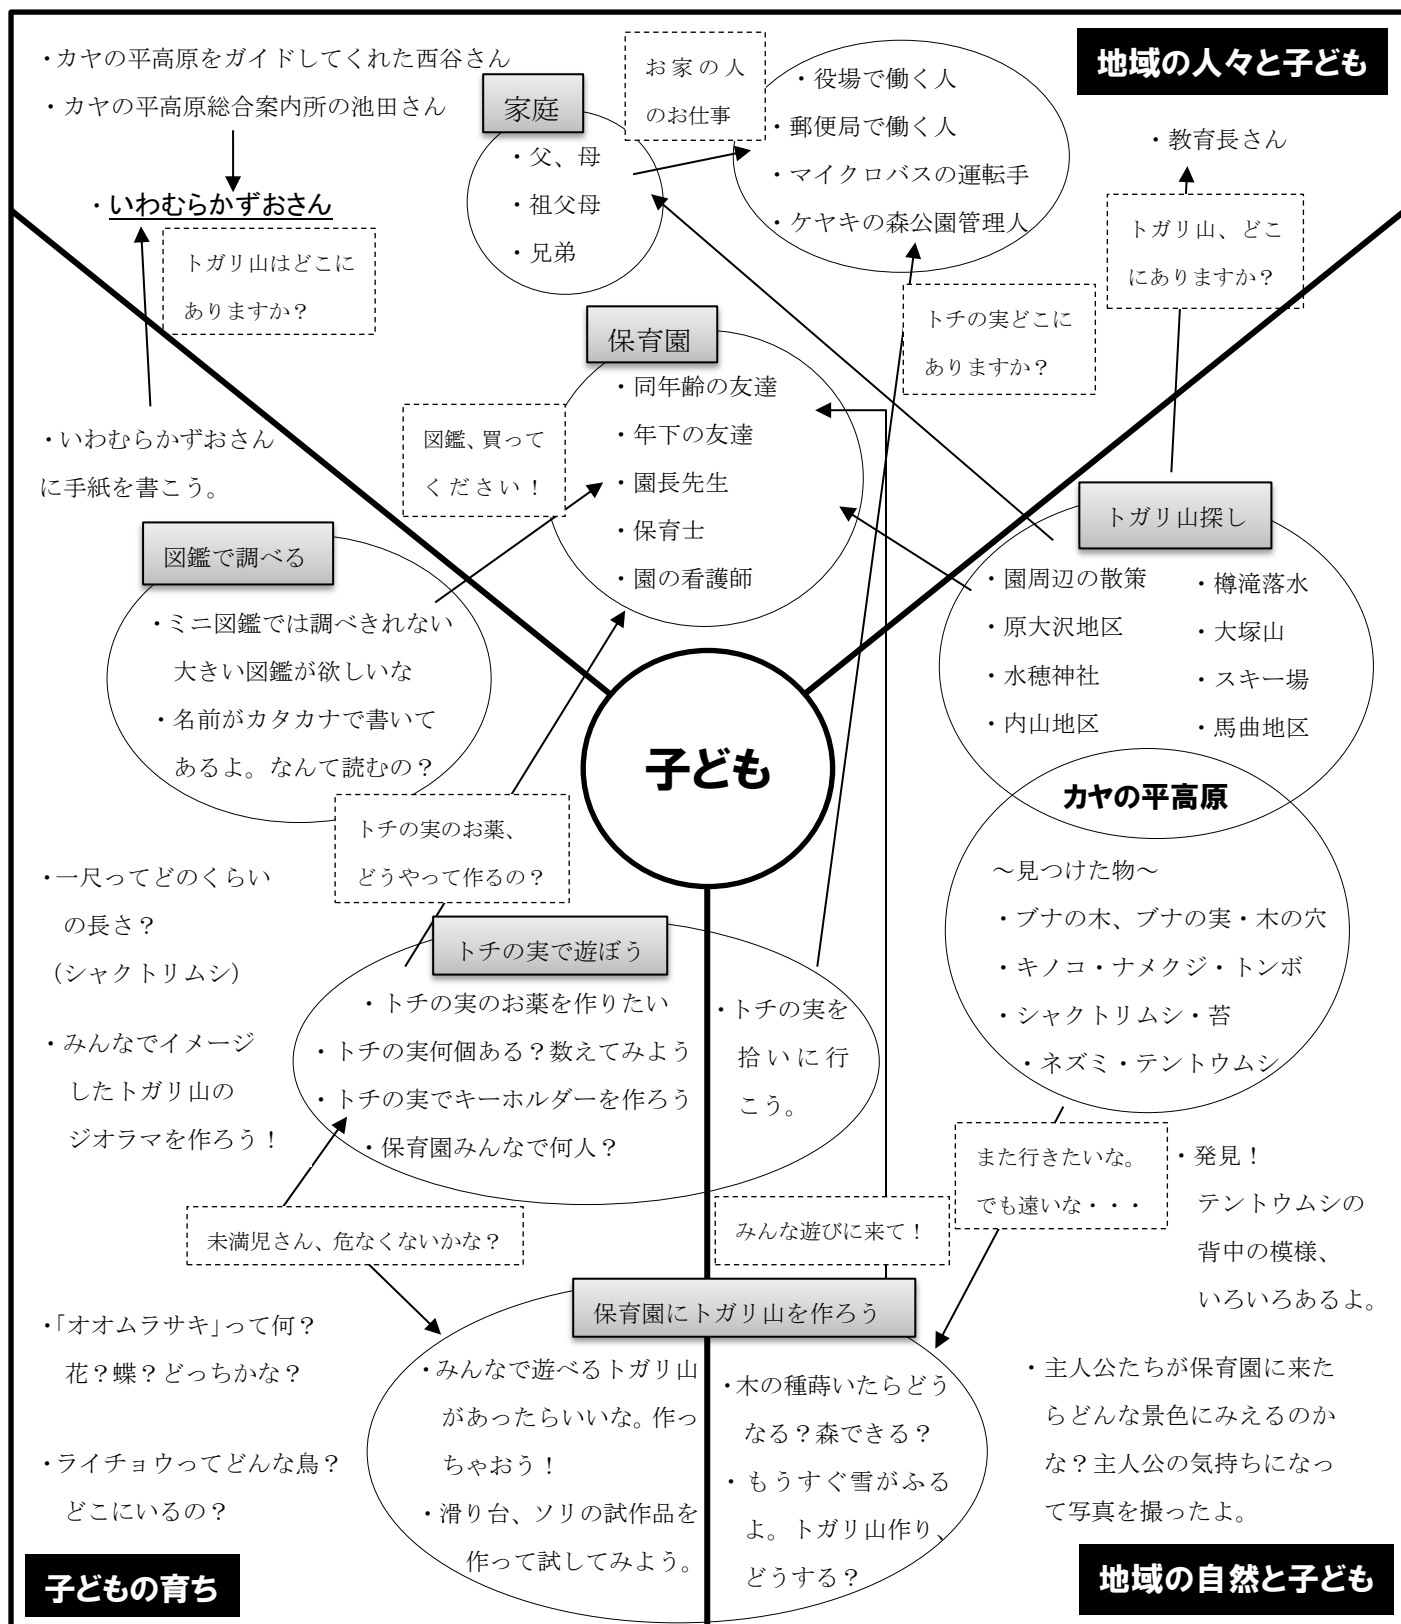 ・カヤの平高原をガイドしてくれた西谷さん
・カヤの平高原総合案内所の池田さん
・いわむらかずおさん
トガリ山はどこに
ありますか？
・いわむらかずおさん
に手紙を書こう。
家庭
・父、母
・祖父母
・兄弟
お家の人
のお仕事
・役場で働く人
・郵便局で働く人
・マイクロバスの運転手
・ケヤキの森公園管理人
地域の人々と子ども
・教育長さん
トガリ山、どこ
にありますか？
トチの実どこに
ありますか？
保育園
・同年齢の友達
・年下の友達
・園長先生
・保育士
・園の看護師
図鑑、買って
ください！
図鑑で調べる
・ミニ図鑑では調べきれない
大きい図鑑が欲しいな
・名前がカタカナで書いて
あるよ。なんて読むの？
トガリ山探し
・園周辺の散策
・原大沢地区
・水穂神社
・内山地区
・樽滝落水
・大塚山
・スキー場
・馬曲地区
カヤの平高原
～見つけた物～
・ブナの木、ブナの実・木の穴
・キノコ・ナメクジ・トンボ
・シャクトリムシ・苔
・ネズミ・テントウムシ
子ども
トチの実のお薬、
どうやって作るの？
・一尺ってどのくらい
の長さ？
（シャクトリムシ）
・みんなでイメージ
したトガリ山の
ジオラマを作ろう！
トチの実で遊ぼう
・トチの実のお薬を作りたい
・トチの実何個ある？数えてみよう
・トチの実でキーホルダーを作ろう
・保育園みんなで何人？
・トチの実を
拾いに行
こう。
また行きたいな。
でも遠いな・・・
・発見！
テントウムシの
背中の模様、
いろいろあるよ。
未満児さん、危なくないかな？
みんな遊びに来て！
保育園にトガリ山を作ろう
・みんなで遊べるトガリ山
があったらいいな。作っ
ちゃおう！
・滑り台、ソリの試作品を
作って試してみよう。
・木の種蒔いたらどう
なる？森できる？
・もうすぐ雪がふる
よ。トガリ山作り、
どうする？
・「オオムラサキ」って何？
花？蝶？どっちかな？
・ライチョウってどんな鳥？
どこにいるの？
・主人公たちが保育園に来た
らどんな景色にみえるのか
な？主人公の気持ちになっ
て写真を撮ったよ。
子どもの育ち
地域の自然と子ども